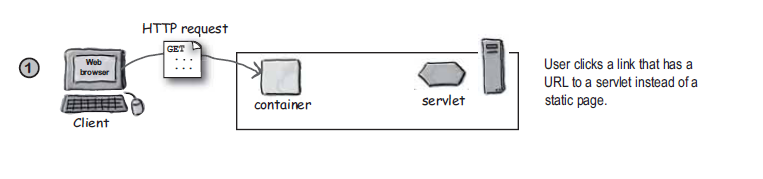 HTTP request
GET
1
Web
browser
Client
container
servlet
User clicks a link that has a
URL to a servlet instead of a
static page.